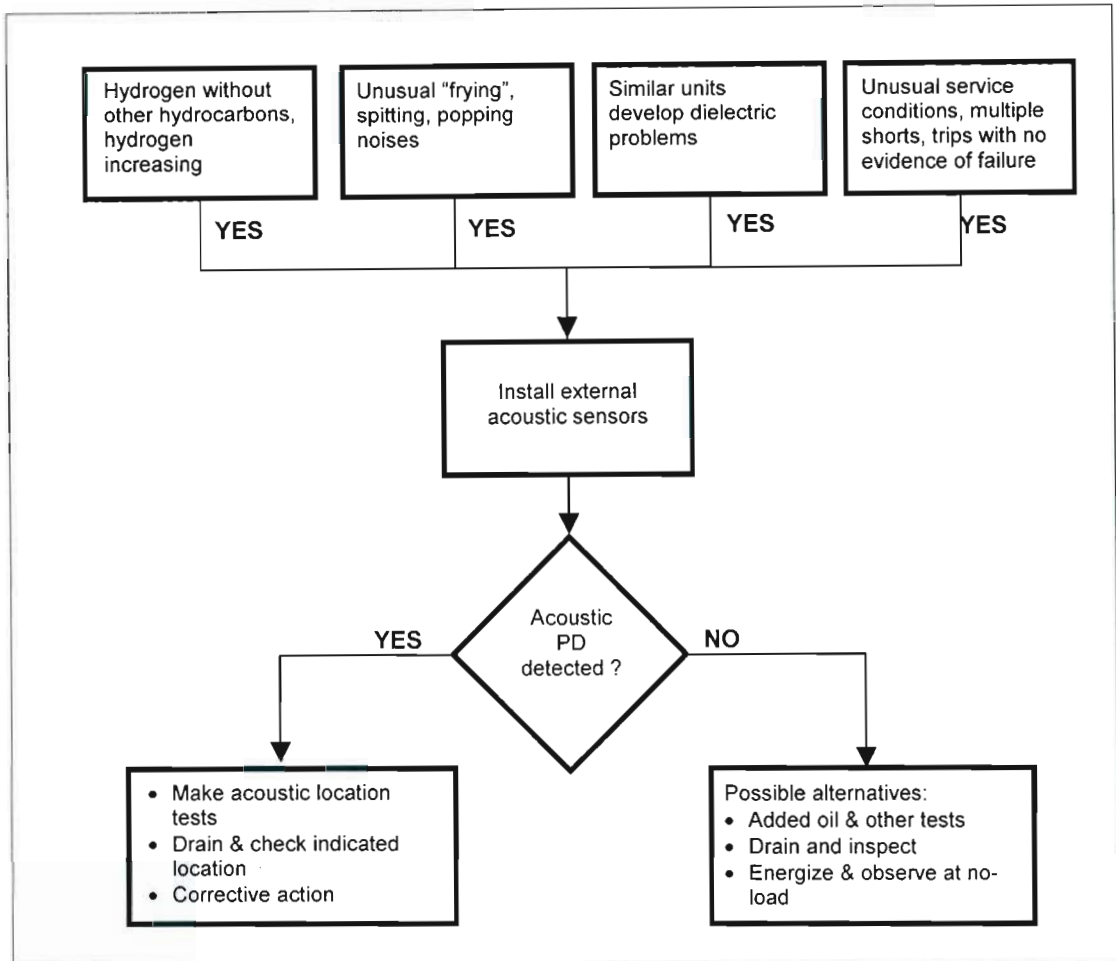 Hydrogen without
other hydrocarbons,
hydrogen
increasing
Unusual "frying",
spitting, popping
noises
Similar units
develop dielectric
problems
Unusual service
conditions, multiple
shorts, trips with no
evidence of failure
YES
YES
YES
YES
Install external
acoustic sensors
Acoustic
PD
detected ?
YES
NO
• Make acoustic location
tests
• Drain & check indicated
location
• Corrective action
Possible alternatives:
• Added oil & other tests
• Drain and inspect
• Energize & observe at no-
load